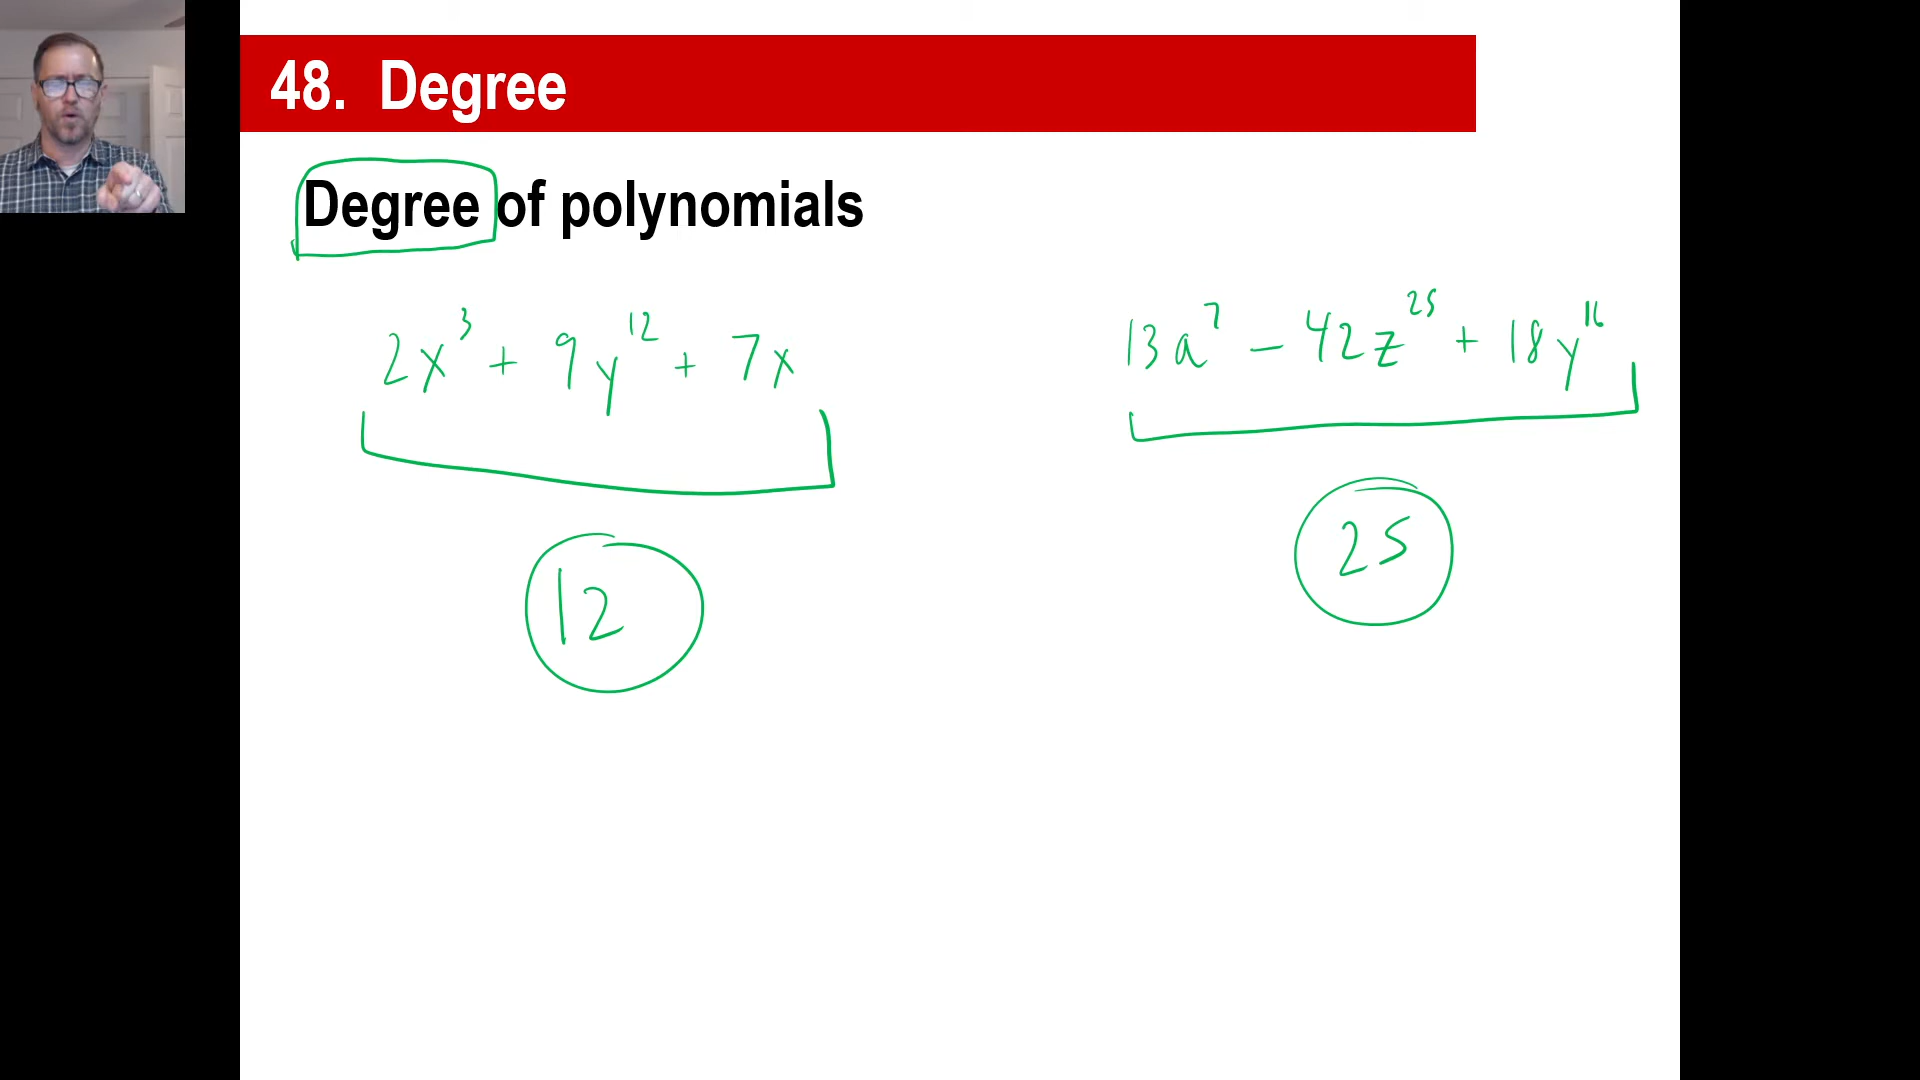 48. Degree
Degree of polynomials
2x³ + 9y¹² + 7x
13a⁷ − 42z²⁵ + 18y¹⁶
12
25